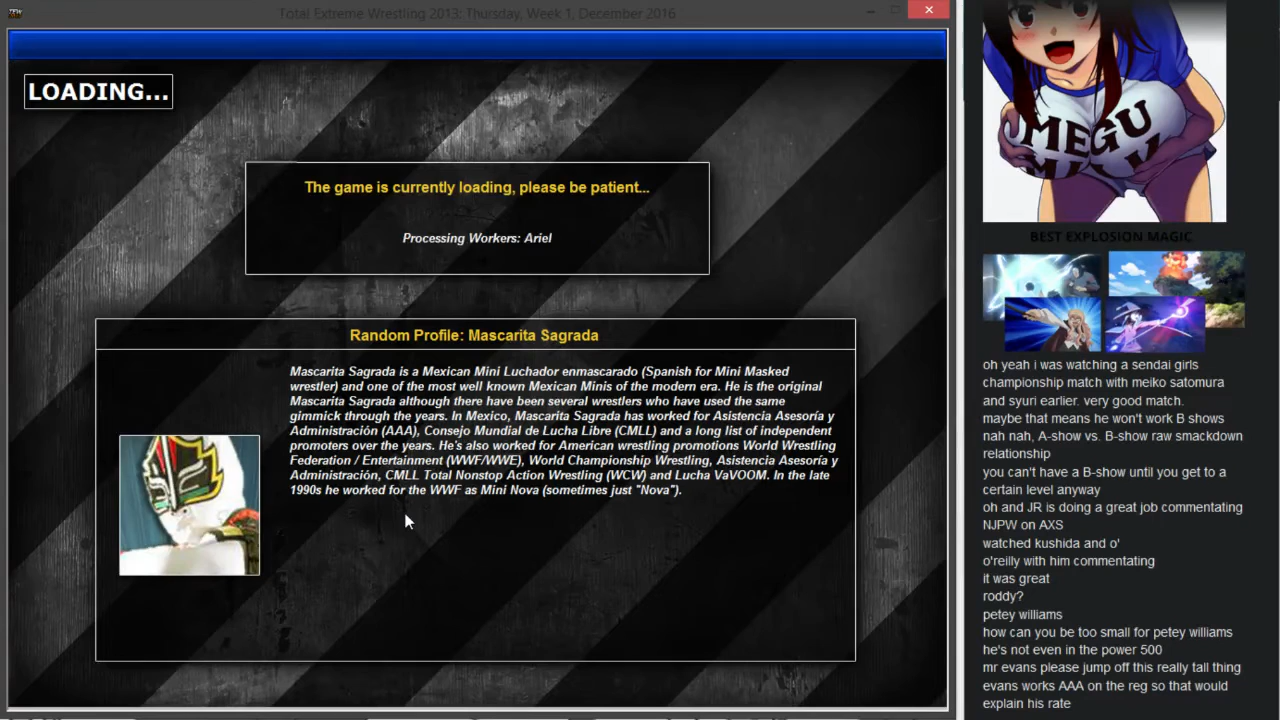 Total Extreme Wrestling 2013: Thursday, Week 1, December 2016
LOADING...
The game is currently loading, please be patient...
Processing Workers: Ariel
Random Profile: Mascarita Sagrada
Mascarita Sagrada is a Mexican Mini Luchador enmascarado (Spanish for Mini Masked
wrestler) and one of the most well known Mexican Minis of the modern era. He is the original
Mascarita Sagrada although there have been several wrestlers who have used the same
gimmick through the years. In Mexico, Mascarita Sagrada has worked for Asistencia Asesoría y
Administración (AAA), Consejo Mundial de Lucha Libre (CMLL) and a long list of independent
promoters over the years. He's also worked for American wrestling promotions World Wrestling
Federation / Entertainment (WWF/WWE), World Championship Wrestling, Asistencia Asesoría y
Administración, CMLL Total Nonstop Action Wrestling (WCW) and Lucha VaVOOM. In the late
1990s he worked for the WWF as Mini Nova (sometimes just "Nova").
MEGU
BEST EXPLOSION MAGIC
oh yeah i was watching a sendai girls
championship match with meiko satomura
and syuri earlier. very good match.
maybe that means he won't work B shows
nah nah, A-show vs. B-show raw smackdown
relationship
you can't have a B-show until you get to a
certain level anyway
oh and JR is doing a great job commentating
NJPW on AXS
watched kushida and o'
o'reilly with him commentating
it was great
roddy?
petey williams
how can you be too small for petey williams
he's not even in the power 500
mr evans please jump off this really tall thing
evans works AAA on the reg so that would
explain his rate